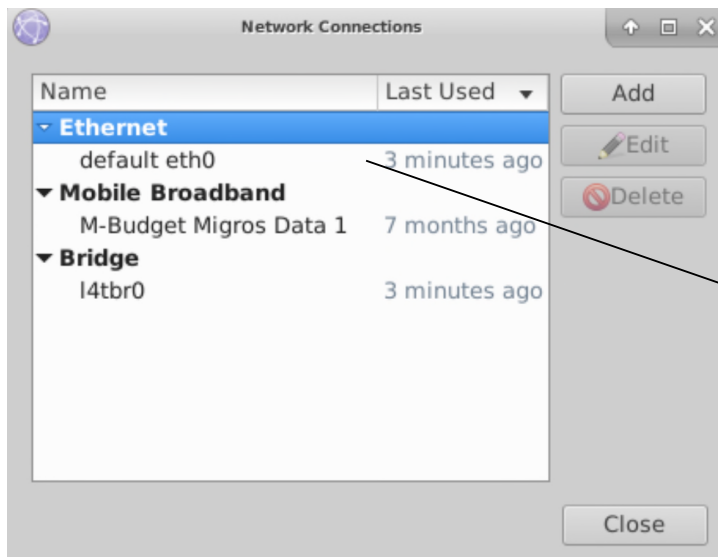 Network Connections
Name Last Used
Ethernet
default eth0 3 minutes ago
Mobile Broadband
M-Budget Migros Data 1 7 months ago
Bridge
l4tbr0 3 minutes ago
Add
Edit
Delete
Close